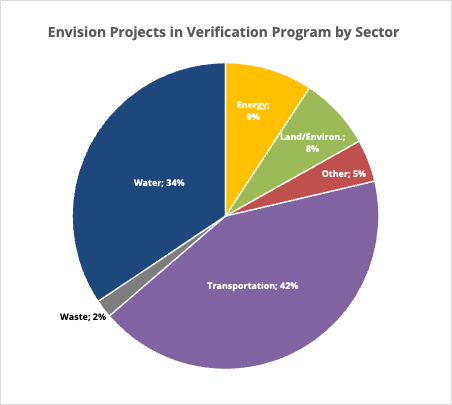 Envision Projects in Verification Program by Sector
Energy;
9%
Land/Environ.;
8%
Other; 5%
Water; 34%
Transportation; 42%
Waste; 2%